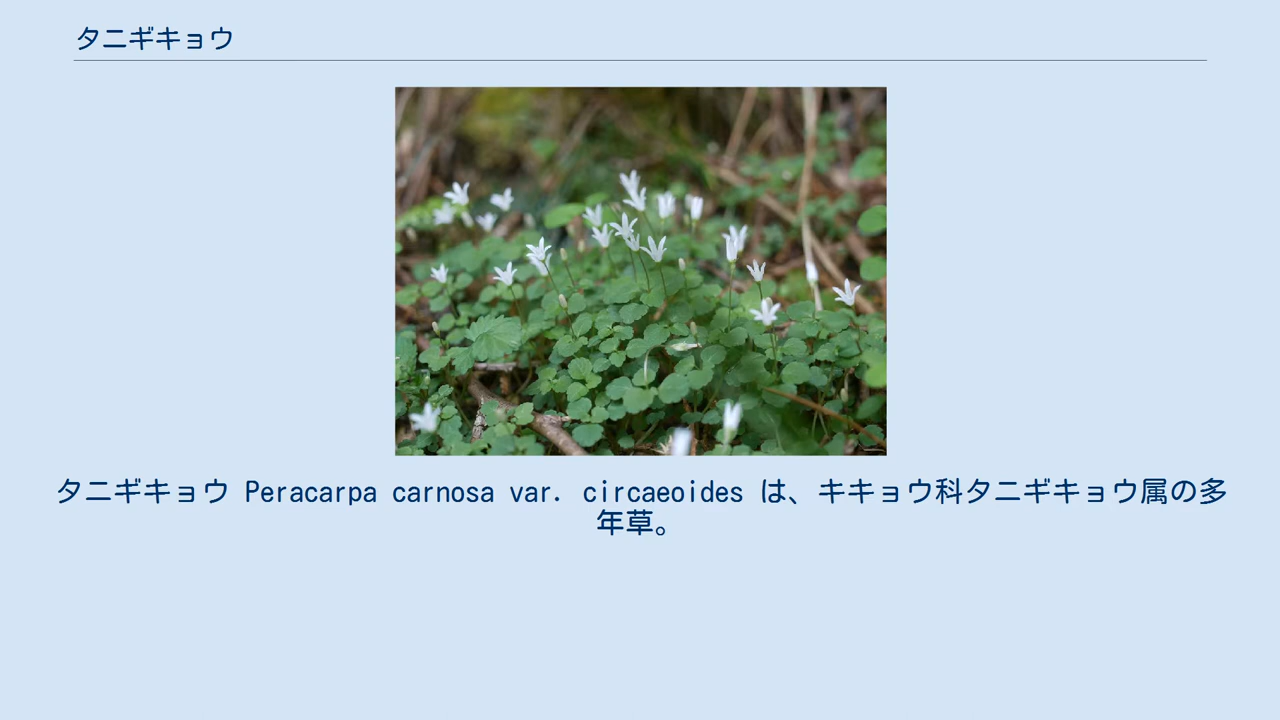 タニギキョウ
タニギキョウ Peracarpa carnosa var. circaeoides は、キキョウ科タニギキョウ属の多
年草。